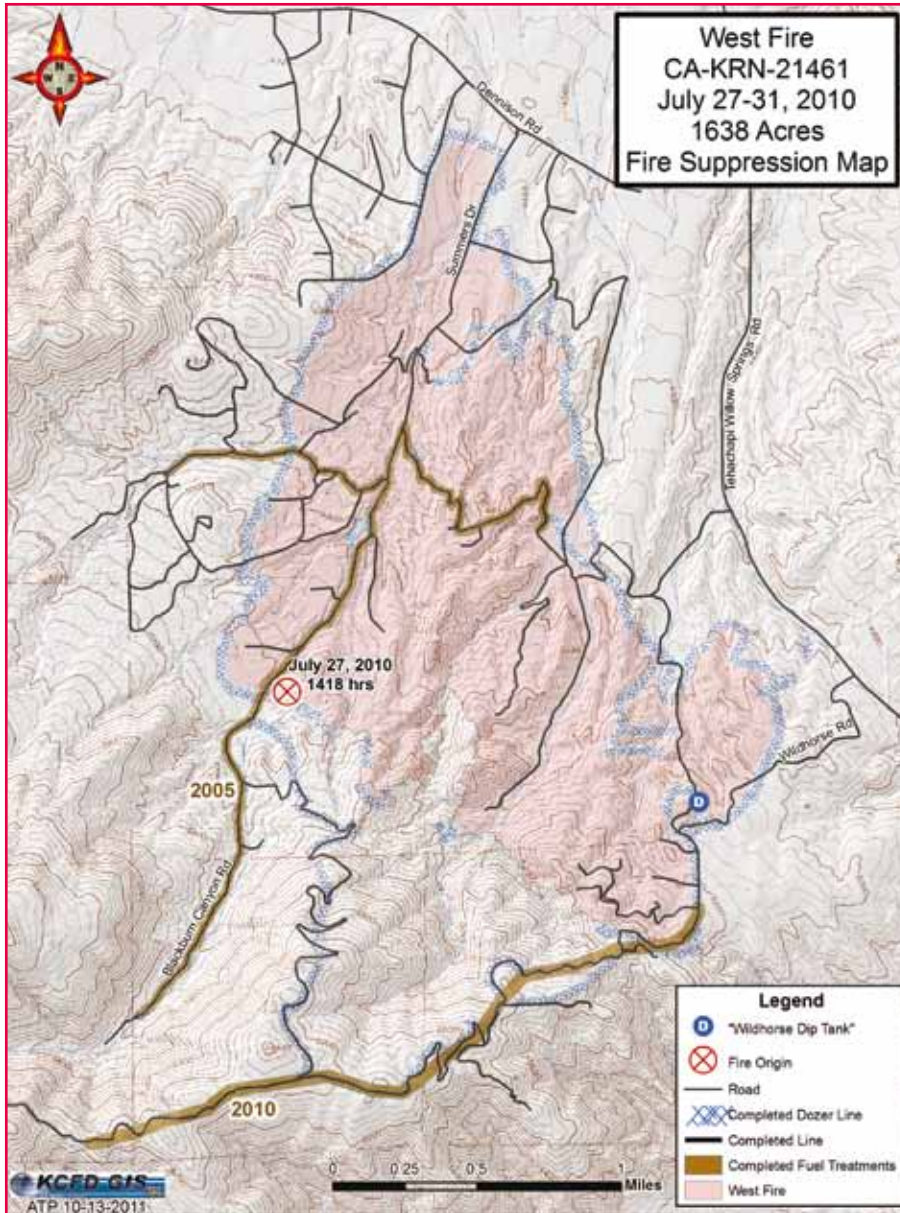 West Fire
CA-KRN-21461
July 27-31, 2010
1638 Acres
Fire Suppression Map
N
W E
S
Dennison Rd
Summers Dr
Tehachapi Willow Springs Rd
July 27, 2010
1418 hrs
Wildhorse Rd
D
2005
Blackburn Canyon Rd
2010
Legend
D "Wildhorse Dip Tank"
Fire Origin
Road
Completed Dozer Line
Completed Line
Completed Fuel Treatments
West Fire
0 0.25 0.5 1
Miles
KCFD GIS
ATP 10-13-2011